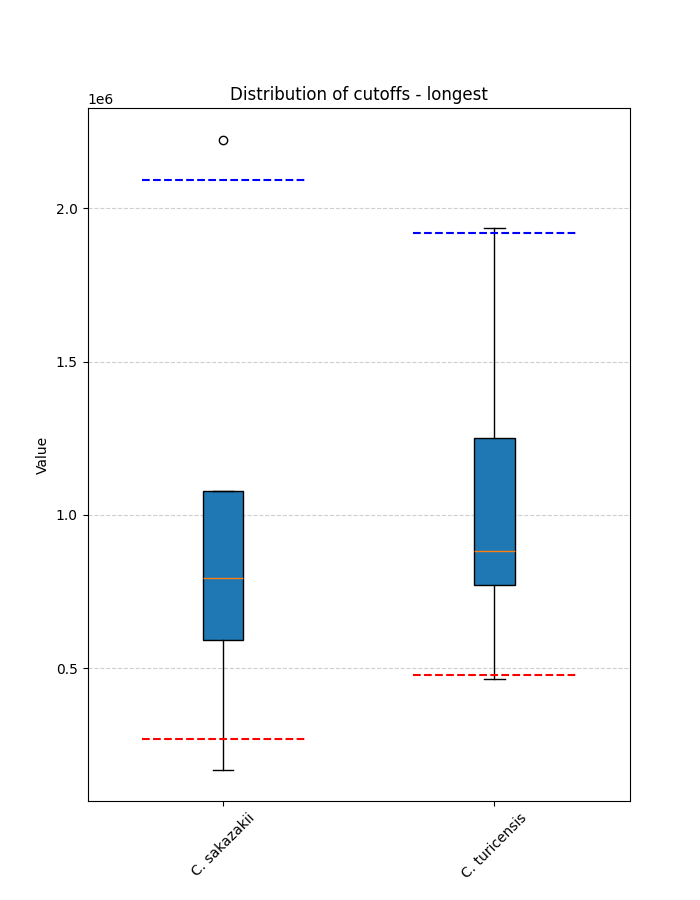 Distribution of cutoffs - longest
1e6
2.0
1.5
1.0
0.5
Value
C. sakazakii
C. turicensis